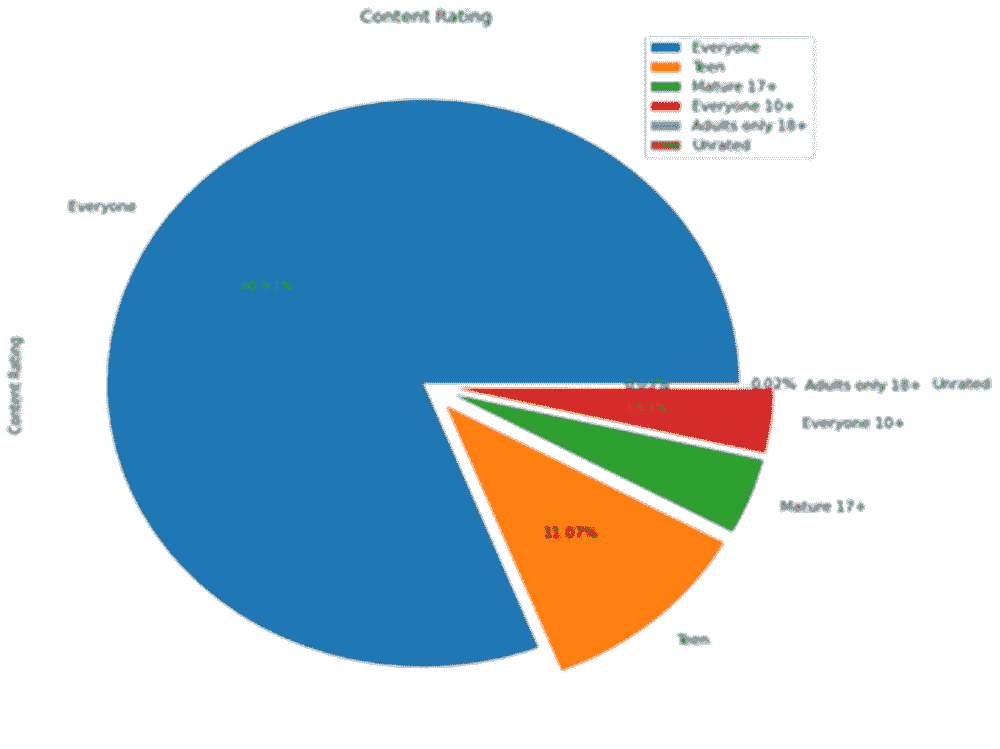 Content Rating
Everyone
Teen
Mature 17+
Everyone 10+
Adults only 18+
Unrated
Everyone
Content Rating
0.02% Adults only 18+ Unrated
Everyone 10+
Mature 17+
11.07%
Teen